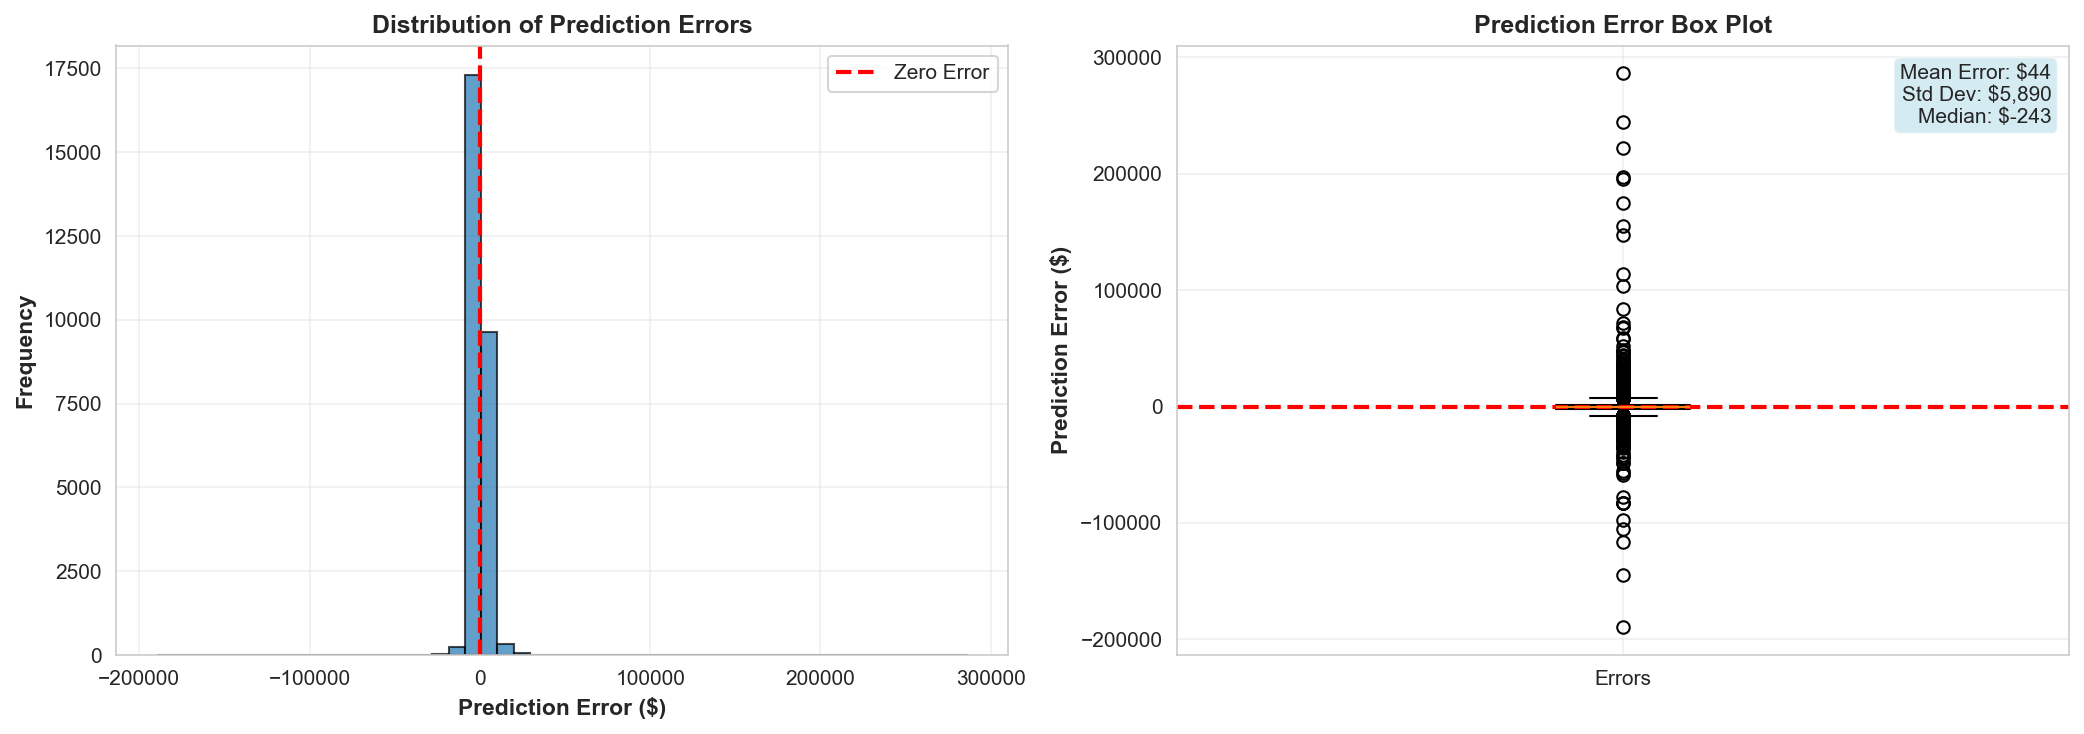 Distribution of Prediction Errors
Zero Error
17500
15000
12500
10000
7500
5000
2500
0
Frequency
−200000
−100000
0
100000
200000
300000
Prediction Error ($)
Prediction Error Box Plot
Mean Error: $44
Std Dev: $5,890
Median: $-243
300000
200000
100000
0
−100000
−200000
Prediction Error ($)
Errors